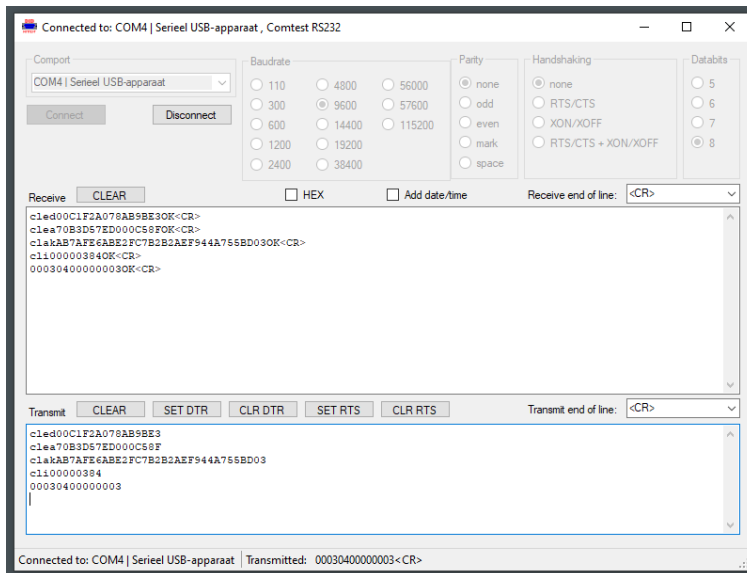 Connected to: COM4 | Serieel USB-apparaat , Comtest RS232
Comport
COM4 | Serieel USB-apparaat
Connect
Disconnect
Baudrate
110
300
600
1200
2400
4800
9600
14400
19200
38400
56000
57600
115200
Parity
none
odd
even
mark
space
Handshaking
none
RTS/CTS
XON/XOFF
RTS/CTS + XON/XOFF
Databits
5
6
7
8
Receive CLEAR HEX Add date/time Receive end of line: <CR>
cled00C1F2A078AB9BE3OK<CR>
clea70B3D57ED000C58FOK<CR>
clakAB7AFE6ABE2FC7B2B2AEF944A755BD03OK<CR>
cli00000384OK<CR>
00030400000003OK<CR>
Transmit CLEAR SET DTR CLR DTR SET RTS CLR RTS Transmit end of line: <CR>
cled00C1F2A078AB9BE3
clea70B3D57ED000C58F
clakAB7AFE6ABE2FC7B2B2AEF944A755BD03
cli00000384
00030400000003
Connected to: COM4 | Serieel USB-apparaat Transmitted: 00030400000003<CR>